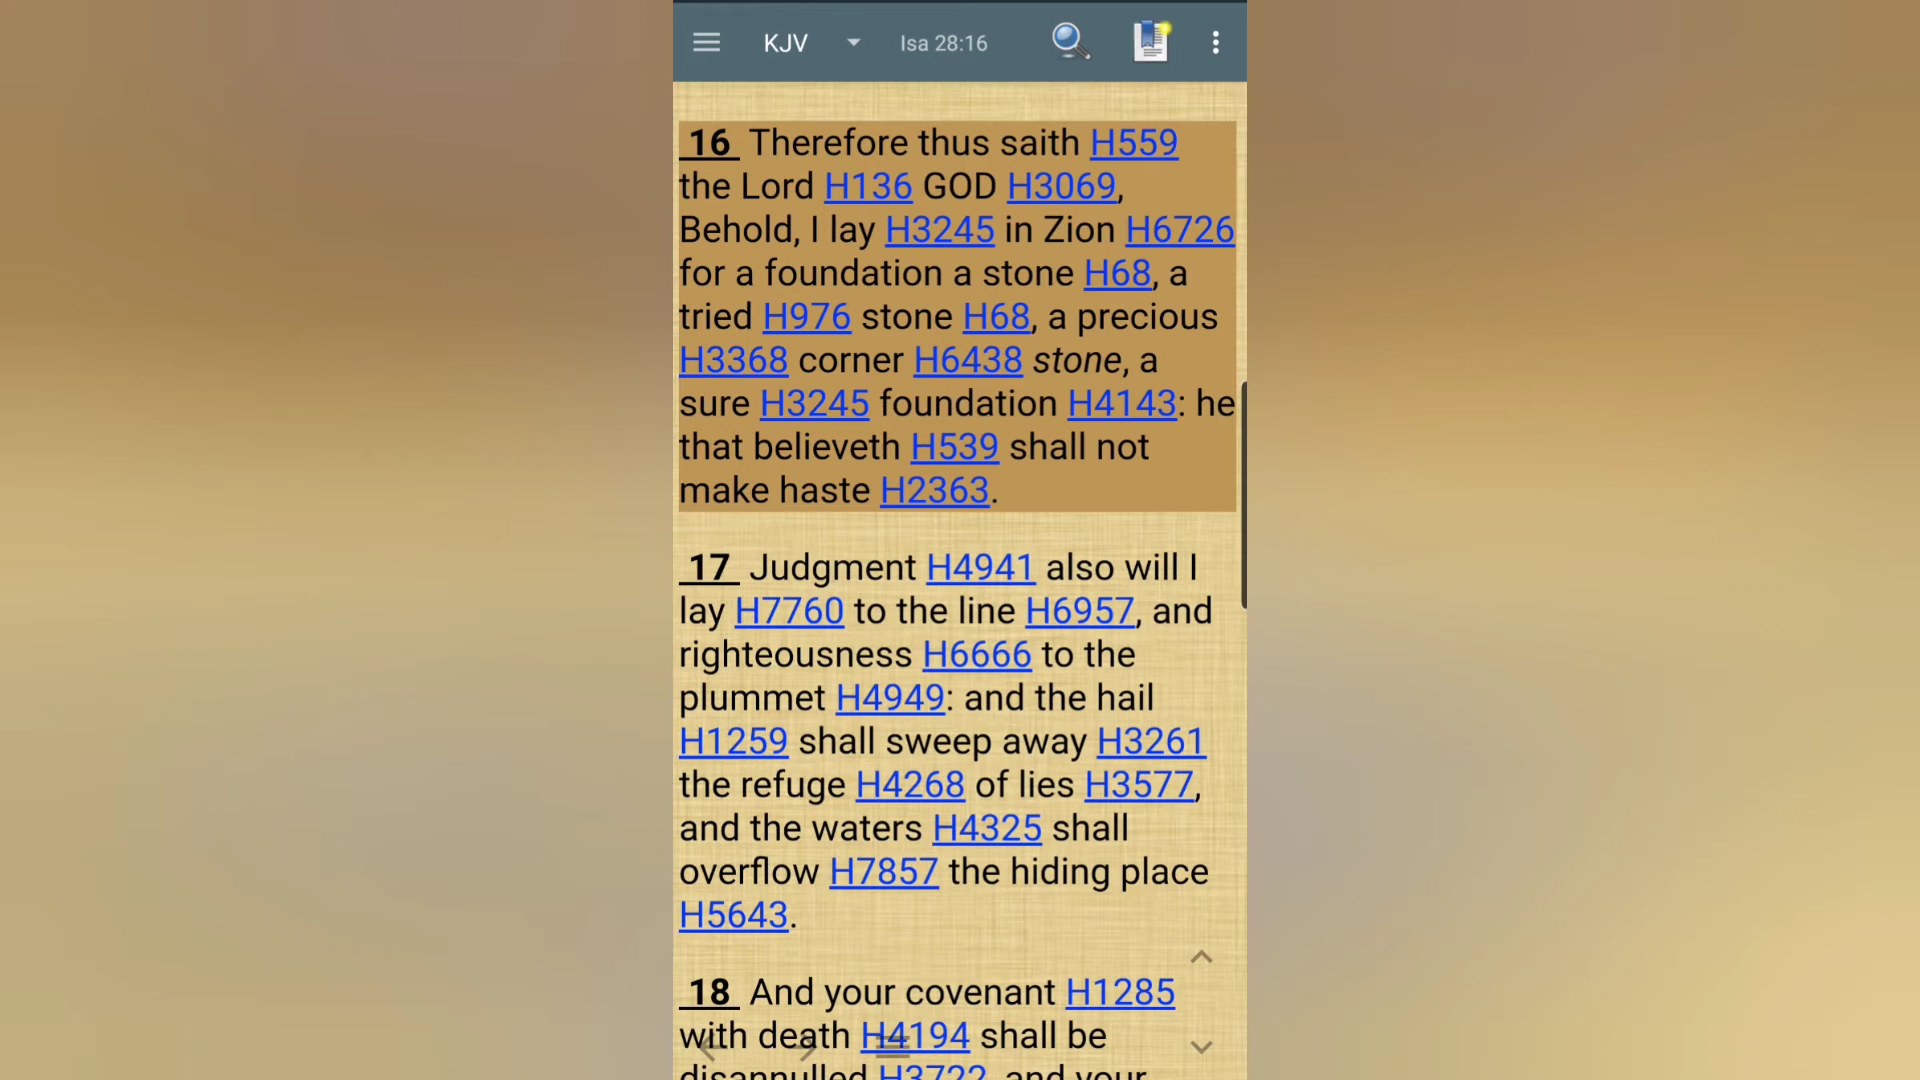 KJV Isa 28:16
16 Therefore thus saith H559
the Lord H136 GOD H3069,
Behold, I lay H3245 in Zion H6726
for a foundation a stone H68, a
tried H976 stone H68, a precious
H3368 corner H6438 stone, a
sure H3245 foundation H4143: he
that believeth H539 shall not
make haste H2363.
17 Judgment H4941 also will I
lay H7760 to the line H6957, and
righteousness H6666 to the
plummet H4949: and the hail
H1259 shall sweep away H3261
the refuge H4268 of lies H3577,
and the waters H4325 shall
overflow H7857 the hiding place
H5643.
18 And your covenant H1285
with death H4194 shall be
disannulled H3722, and your